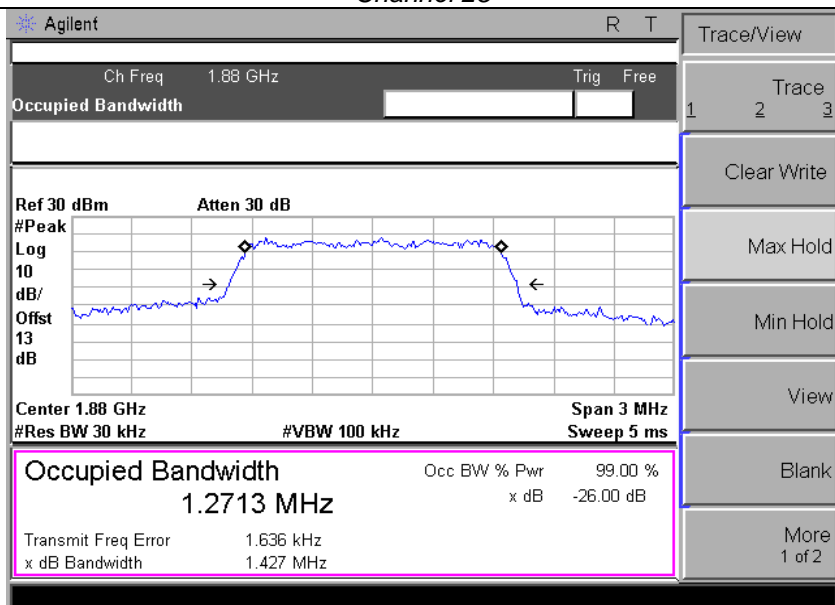 Agilent R T
Trace/View
Ch Freq 1.88 GHz Trig Free
Occupied Bandwidth
Trace
1 2 3
Clear Write
Max Hold
Min Hold
View
Blank
More
1 of 2
Ref 30 dBm Atten 30 dB
#Peak
Log
10
dB/
Offst
13
dB
Center 1.88 GHz Span 3 MHz
#Res BW 30 kHz #VBW 100 kHz Sweep 5 ms
Occupied Bandwidth Occ BW % Pwr 99.00 %
1.2713 MHz x dB -26.00 dB
Transmit Freq Error 1.636 kHz
x dB Bandwidth 1.427 MHz